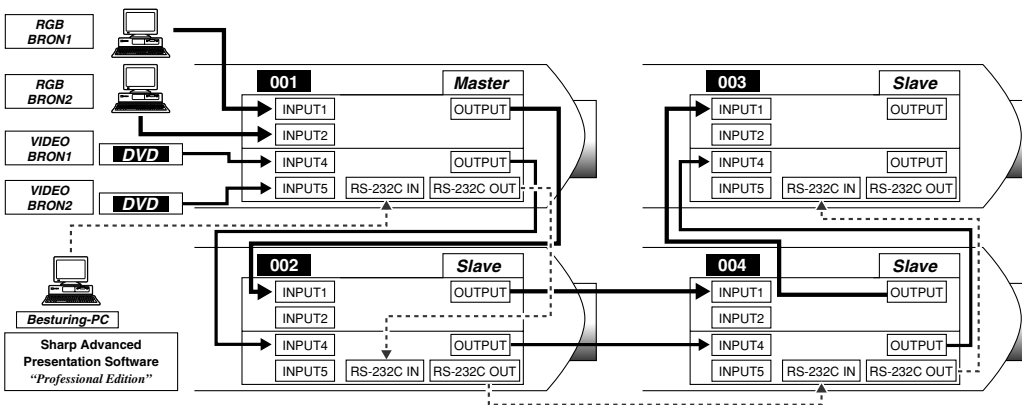 RGB
BRON1
RGB
BRON2
VIDEO
BRON1
DVD
VIDEO
BRON2
DVD
Besturing-PC
Sharp Advanced
Presentation Software
“Professional Edition”
001
Master
INPUT1
OUTPUT
INPUT2
INPUT4
OUTPUT
INPUT5
RS-232C IN
RS-232C OUT
003
Slave
INPUT1
OUTPUT
INPUT2
INPUT4
OUTPUT
INPUT5
RS-232C IN
RS-232C OUT
002
Slave
INPUT1
OUTPUT
INPUT2
INPUT4
OUTPUT
INPUT5
RS-232C IN
RS-232C OUT
004
Slave
INPUT1
OUTPUT
INPUT2
INPUT4
OUTPUT
INPUT5
RS-232C IN
RS-232C OUT